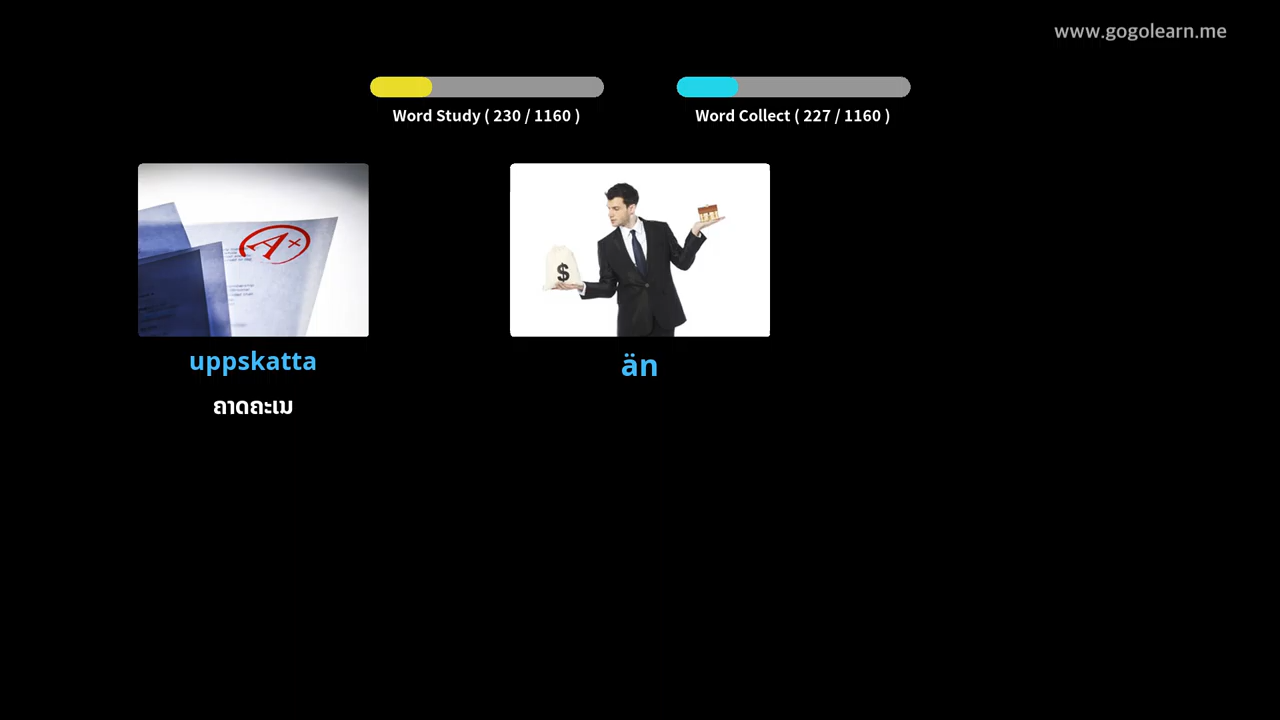 www.gogolearn.me
Word Study ( 230 / 1160 )
Word Collect ( 227 / 1160 )
A+
$
uppskatta
än
ຄາດຄະເນ